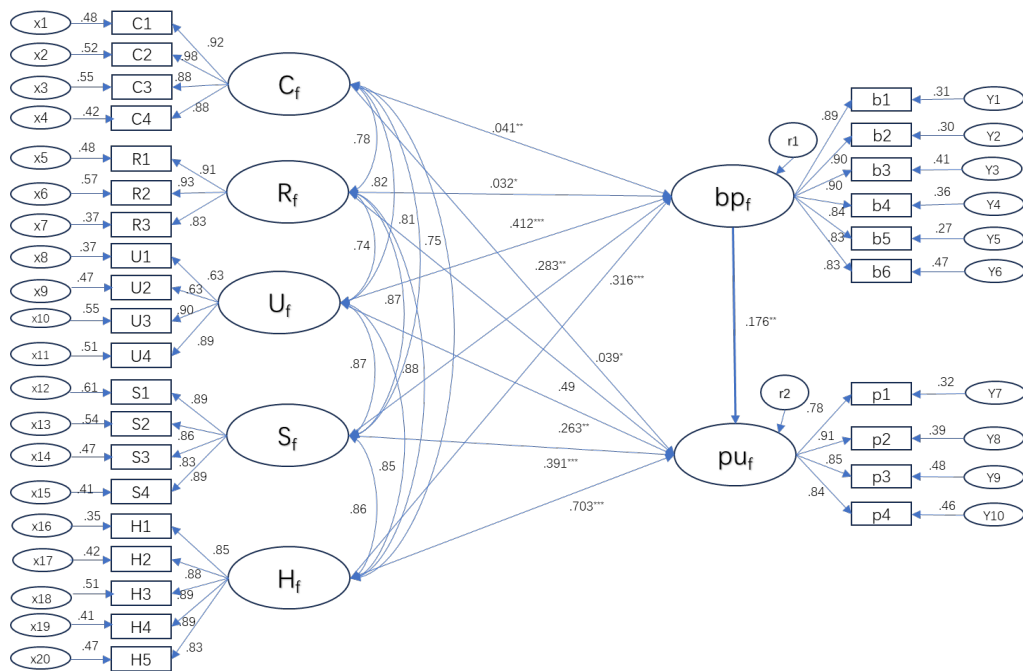 x1 .48 C1
x2 .52 C2
x3 .55 C3
x4 .42 C4
.92
.98
.88
.88
C_f
x5 .48 R1
x6 .57 R2
x7 .37 R3
.91
.93
.83
R_f
x8 .37 U1
x9 .47 U2
x10 .55 U3
x11 .51 U4
.63
.63
.90
.89
U_f
x12 .61 S1
x13 .54 S2
x14 .47 S3
x15 .41 S4
.89
.86
.83
.89
S_f
x16 .35 H1
x17 .42 H2
x18 .51 H3
x19 .41 H4
x20 .47 H5
.85
.88
.89
.89
.83
H_f
.78
.82
.81
.75
.74
.87
.88
.87
.85
.86
.041**
.032*
.412***
.283**
.316***
.039*
.49
.263**
.391***
.703***
.176**
r1
bp_f
.89
.90
.90
.84
.83
.83
b1 .31 Y1
b2 .30 Y2
b3 .41 Y3
b4 .36 Y4
b5 .27 Y5
b6 .47 Y6
r2
pu_f
.78
.91
.85
.84
p1 .32 Y7
p2 .39 Y8
p3 .48 Y9
p4 .46 Y10